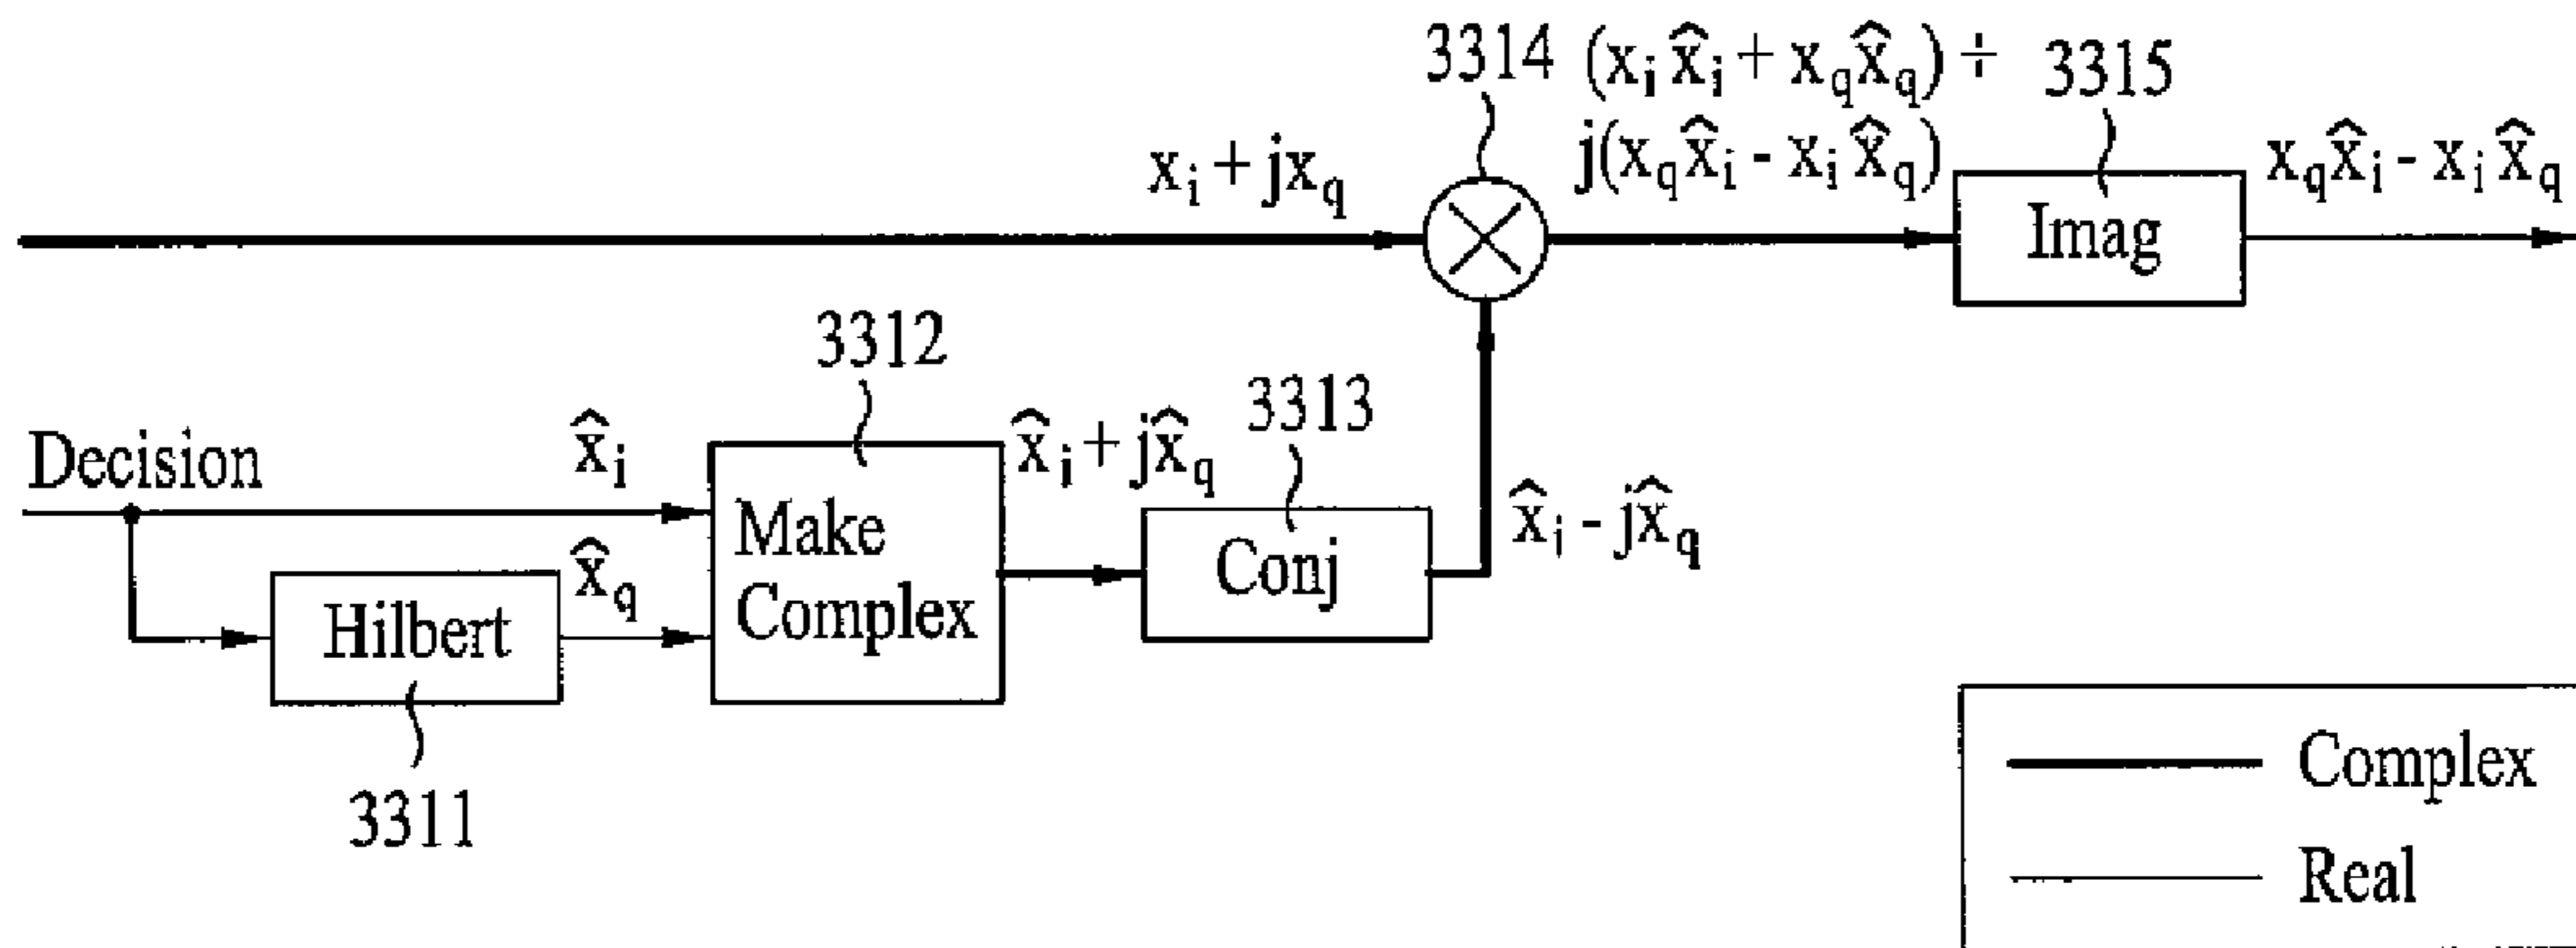 3314
(x_i x̂_i + x_q x̂_q) ÷
3315
x_i + jx_q
j(x_q x̂_i - x_i x̂_q)
x_q x̂_i - x_i x̂_q
Imag
3312
3313
Decision
x̂_i
x̂_i + jx̂_q
Make
Complex
x̂_q
Hilbert
Conj
x̂_i - jx̂_q
3311
Complex
Real